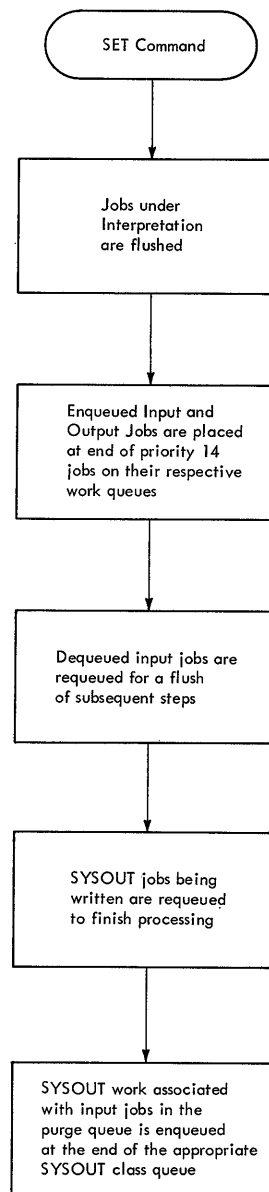 SET Command
Jobs under
Interpretation
are flushed
Enqueued Input and
Output Jobs are placed
at end of priority 14
jobs on their respective
work queues
Dequeued input jobs are
requeued for a flush
of subsequent steps
SYSOUT jobs being
written are requeued
to finish processing
SYSOUT work associated
with input jobs in the
purge queue is enqueued
at the end of the appropriate
SYSOUT class queue